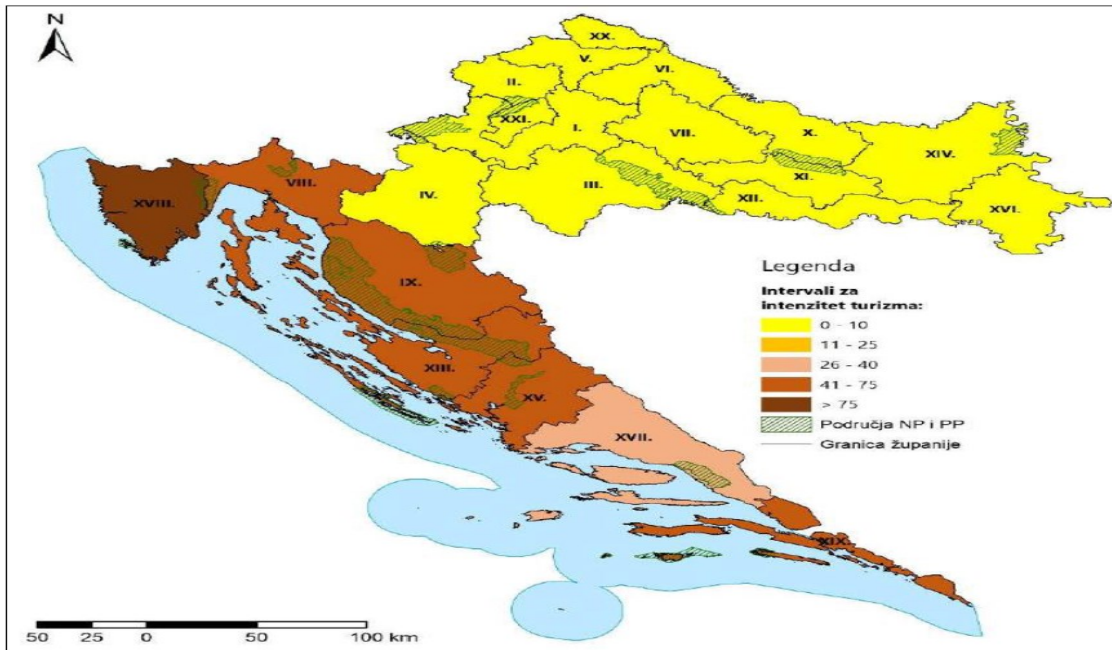 N
XX.
V.
II.
VI.
XXI.
I.
VII.
X.
XIV.
VIII.
XI.
IV.
III.
XII.
XVIII.
XVI.
IX.
XIII.
XV.
XVII.
XIX.
Legenda
Intervali za
intenzitet turizma:
0 - 10
11 - 25
26 - 40
41 - 75
> 75
Područja NP i PP
Granica županije
50 25 0 50 100 km